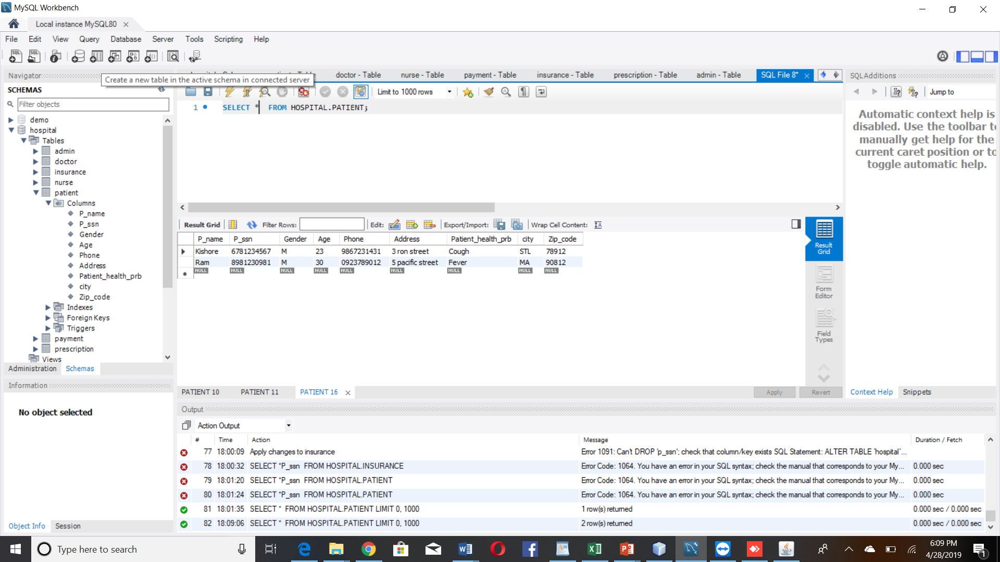 MySQL Workbench
Local instance MySQL80
File Edit View Query Database Server Tools Scripting Help
Navigator
Create a new table in the active schema in connected server
doctor - Table nurse - Table payment - Table insurance - Table prescription - Table admin - Table SQL File 8*
SQLAdditions
SCHEMAS
Filter objects
Limit to 1000 rows
Jump to
1 SELECT * FROM HOSPITAL.PATIENT;
Automatic context help is
disabled. Use the toolbar to
manually get help for the
current caret position or to
toggle automatic help.
demo
hospital
Tables
admin
doctor
insurance
nurse
patient
Columns
P_name
P_ssn
Gender
Age
Phone
Address
Patient_health_prb
city
Zip_code
Indexes
Foreign Keys
Triggers
payment
prescription
Views
Administration Schemas
Information
No object selected
Object Info Session
Result Grid Filter Rows: Edit: Export/Import: Wrap Cell Content:
P_name P_ssn Gender Age Phone Address Patient_health_prb city Zip_code
Kishore 6781234567 M 23 9867231431 3 ron street Cough STL 78912
Ram 8981230981 M 30 0923789012 5 pacific street Fever MA 90812
NULL NULL NULL NULL NULL NULL NULL NULL NULL
Result
Grid
Form
Editor
Field
Types
PATIENT 10 PATIENT 11 PATIENT 16
Apply Revert
Context Help Snippets
Output
Action Output
# Time Action Message Duration / Fetch
77 18:00:09 Apply changes to insurance Error 1091: Can't DROP 'p_ssn'; check that column/key exists SQL Statement: ALTER TABLE `hospital`...
78 18:00:32 SELECT *P_ssn FROM HOSPITAL.INSURANCE Error Code: 1064. You have an error in your SQL syntax; check the manual that corresponds to your My... 0.000 sec
79 18:01:20 SELECT *P_ssn FROM HOSPITAL.PATIENT Error Code: 1064. You have an error in your SQL syntax; check the manual that corresponds to your My... 0.000 sec
80 18:01:24 SELECT *P_ssn FROM HOSPITAL.PATIENT Error Code: 1064. You have an error in your SQL syntax; check the manual that corresponds to your My... 0.000 sec
81 18:01:35 SELECT * FROM HOSPITAL.PATIENT LIMIT 0, 1000 1 row(s) returned 0.000 sec / 0.000 sec
82 18:09:06 SELECT * FROM HOSPITAL.PATIENT LIMIT 0, 1000 2 row(s) returned 0.000 sec / 0.000 sec
Type here to search
6:09 PM
4/28/2019
1